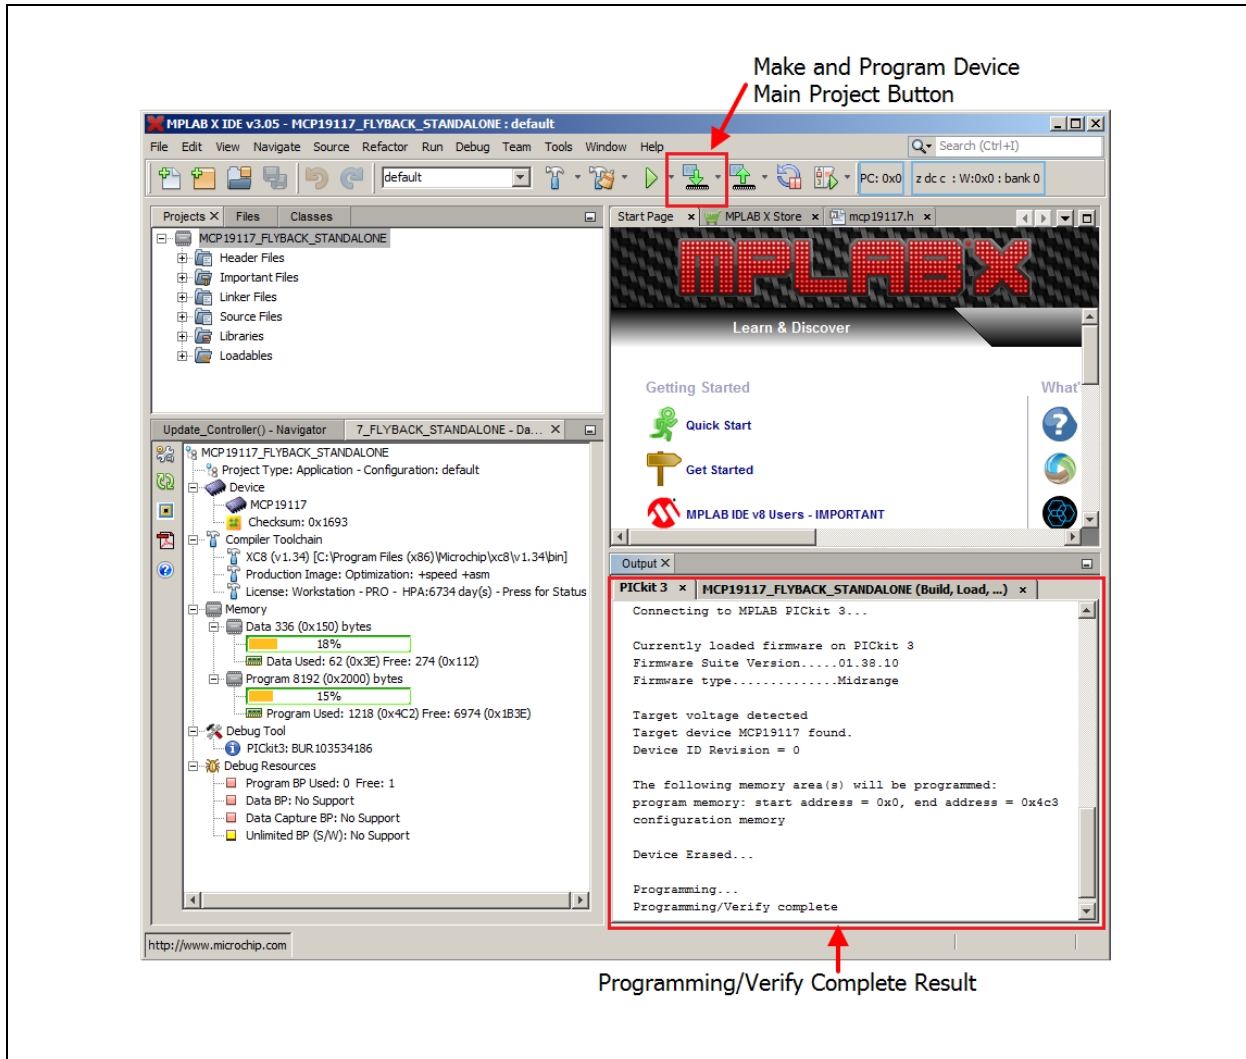 Make and Program Device
Main Project Button
MPLAB X IDE v3.05 - MCP19117_FLYBACK_STANDALONE : default
File Edit View Navigate Source Refactor Run Debug Team Tools Window Help
Search (Ctrl+I)
default
PC: 0x0
z dc c : W:0x0 : bank 0
Projects Files Classes
MCP19117_FLYBACK_STANDALONE
Header Files
Important Files
Linker Files
Source Files
Libraries
Loadables
Start Page MPLAB X Store mcp19117.h
MPLAB X
Learn & Discover
Getting Started
What'
Quick Start
Get Started
MPLAB IDE v8 Users - IMPORTANT
Update_Controller() - Navigator 7_FLYBACK_STANDALONE - Da...
MCP19117_FLYBACK_STANDALONE
Project Type: Application - Configuration: default
Device
MCP19117
Checksum: 0x1693
Compiler Toolchain
XC8 (v1.34) [C:\Program Files (x86)\Microchip\xc8\v1.34\bin]
Production Image: Optimization: +speed +asm
License: Workstation - PRO - HPA:6734 day(s) - Press for Status
Memory
Data 336 (0x150) bytes
18%
Data Used: 62 (0x3E) Free: 274 (0x112)
Program 8192 (0x2000) bytes
15%
Program Used: 1218 (0x4C2) Free: 6974 (0x1B3E)
Debug Tool
PICkit3: BUR103534186
Debug Resources
Program BP Used: 0 Free: 1
Data BP: No Support
Data Capture BP: No Support
Unlimited BP (S/W): No Support
Output
PICkit 3 MCP19117_FLYBACK_STANDALONE (Build, Load, ...)
Connecting to MPLAB PICkit 3...
Currently loaded firmware on PICkit 3
Firmware Suite Version.....01.38.10
Firmware type..............Midrange
Target voltage detected
Target device MCP19117 found.
Device ID Revision = 0
The following memory area(s) will be programmed:
program memory: start address = 0x0, end address = 0x4c3
configuration memory
Device Erased...
Programming...
Programming/Verify complete
http://www.microchip.com
Programming/Verify Complete Result